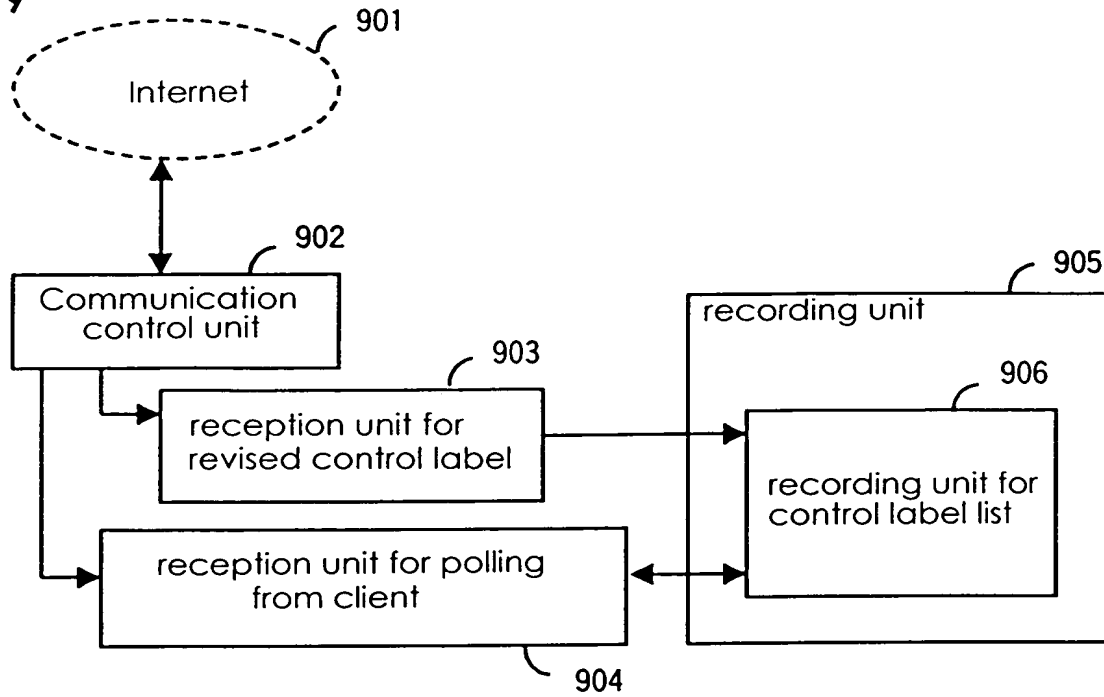 901
Internet
902
Communication
control unit
905
recording unit
903
reception unit for
revised control label
906
recording unit for
control label list
reception unit for polling
from client
904